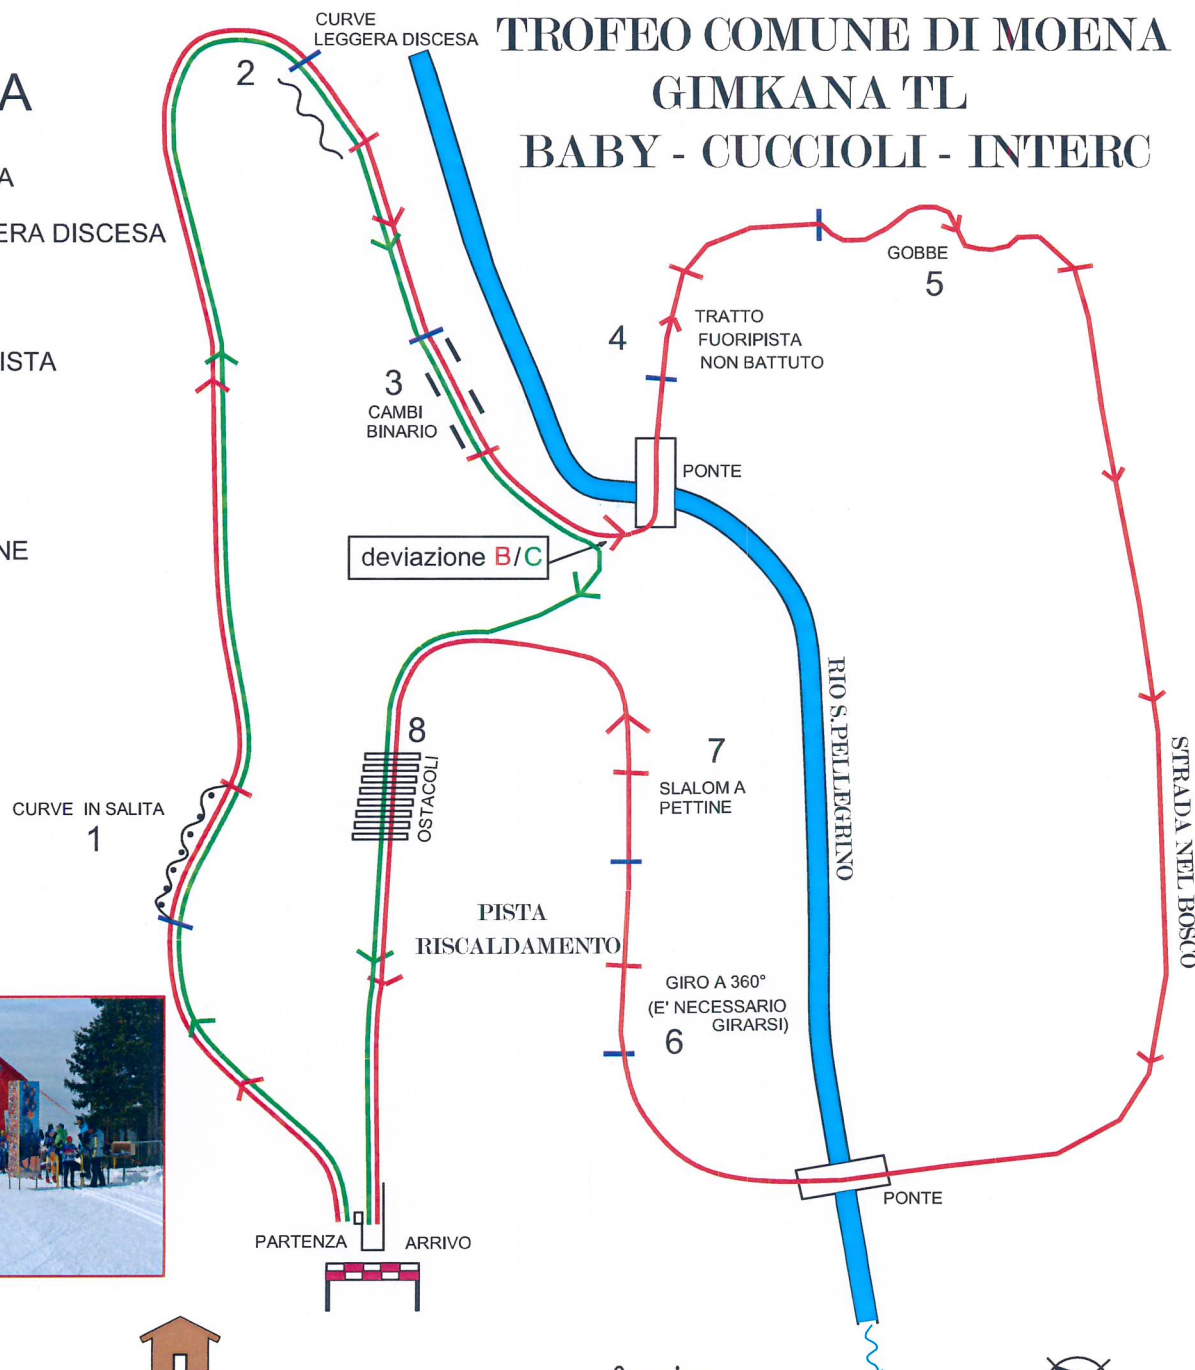 TROFEO COMUNE DI MOENA
GIMKANA TL
BABY - CUCCIOLI - INTERC
CURVE
LEGGERA DISCESA
2
A
A
ERA DISCESA
ISTA
NE
GOBBE
5
4
TRATTO
FUORIPISTA
NON BATTUTO
3
CAMBI
BINARIO
PONTE
deviazione B/C
8
OSTACOLI
7
SLALOM A
PETTINE
RIO S.PELLEGRINO
STRADA NEL BOSCO
CURVE IN SALITA
1
PISTA
RISCALDAMENTO
GIRO A 360°
(E' NECESSARIO
GIRARSI)
6
PONTE
PARTENZA
ARRIVO